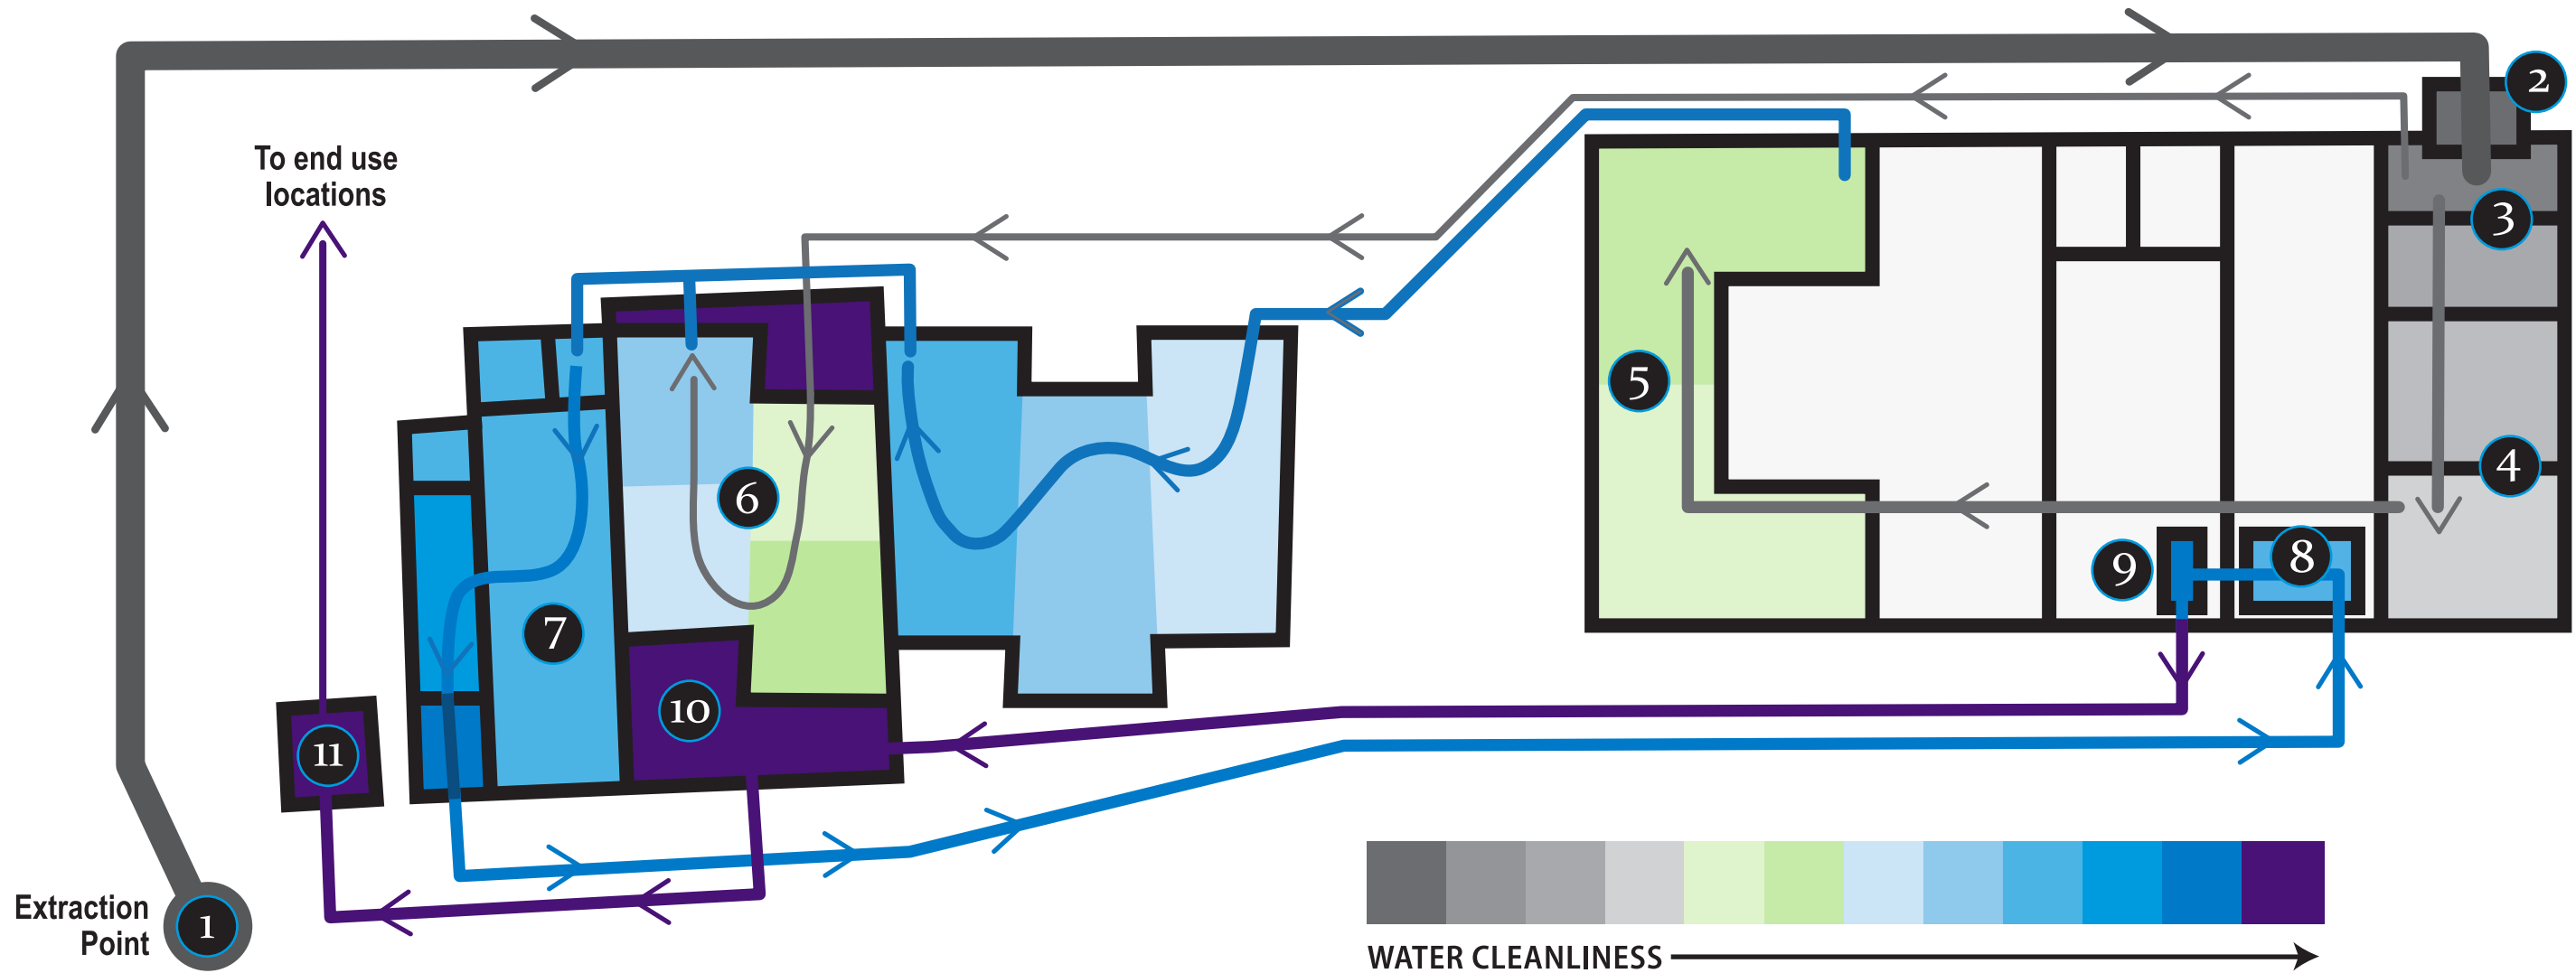 2
To end use
locations
3
5
4
6
8
9
7
10
11
Extraction
Point
1
WATER CLEANLINESS